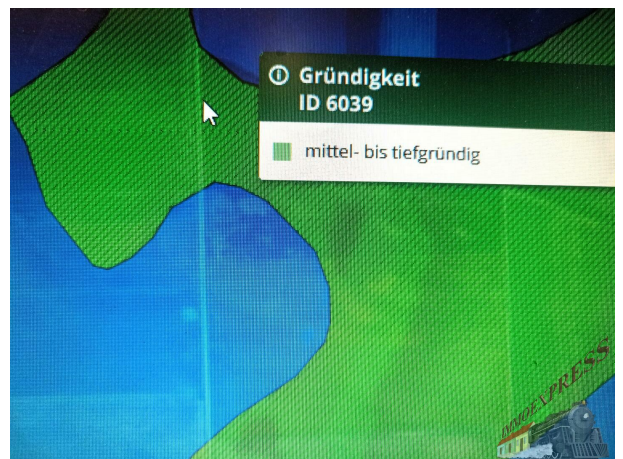 Gründigkeit
ID 6039
mittel- bis tiefgründig
IMMOEXPRESS